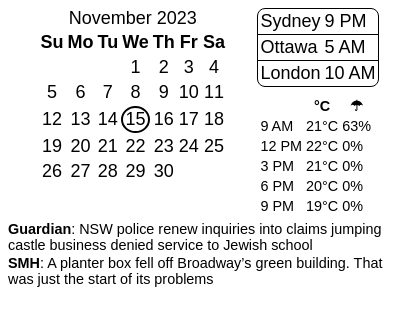 November 2023
Su Mo Tu We Th Fr Sa
1 2 3 4
5 6 7 8 9 10 11
12 13 14 15 16 17 18
19 20 21 22 23 24 25
26 27 28 29 30
Sydney 9 PM
Ottawa 5 AM
London 10 AM
°C ☂
9 AM 21°C 63%
12 PM 22°C 0%
3 PM 21°C 0%
6 PM 20°C 0%
9 PM 19°C 0%
Guardian: NSW police renew inquiries into claims jumping
castle business denied service to Jewish school
SMH: A planter box fell off Broadway’s green building. That
was just the start of its problems